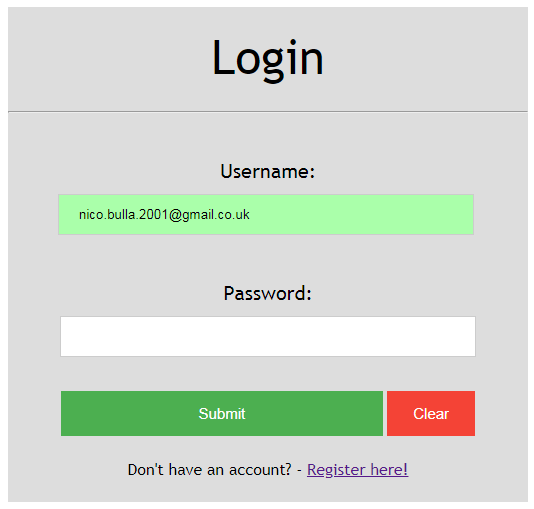 Login
Username:
nico.bulla.2001@gmail.co.uk
Password:
Submit Clear
Don't have an account? - Register here!